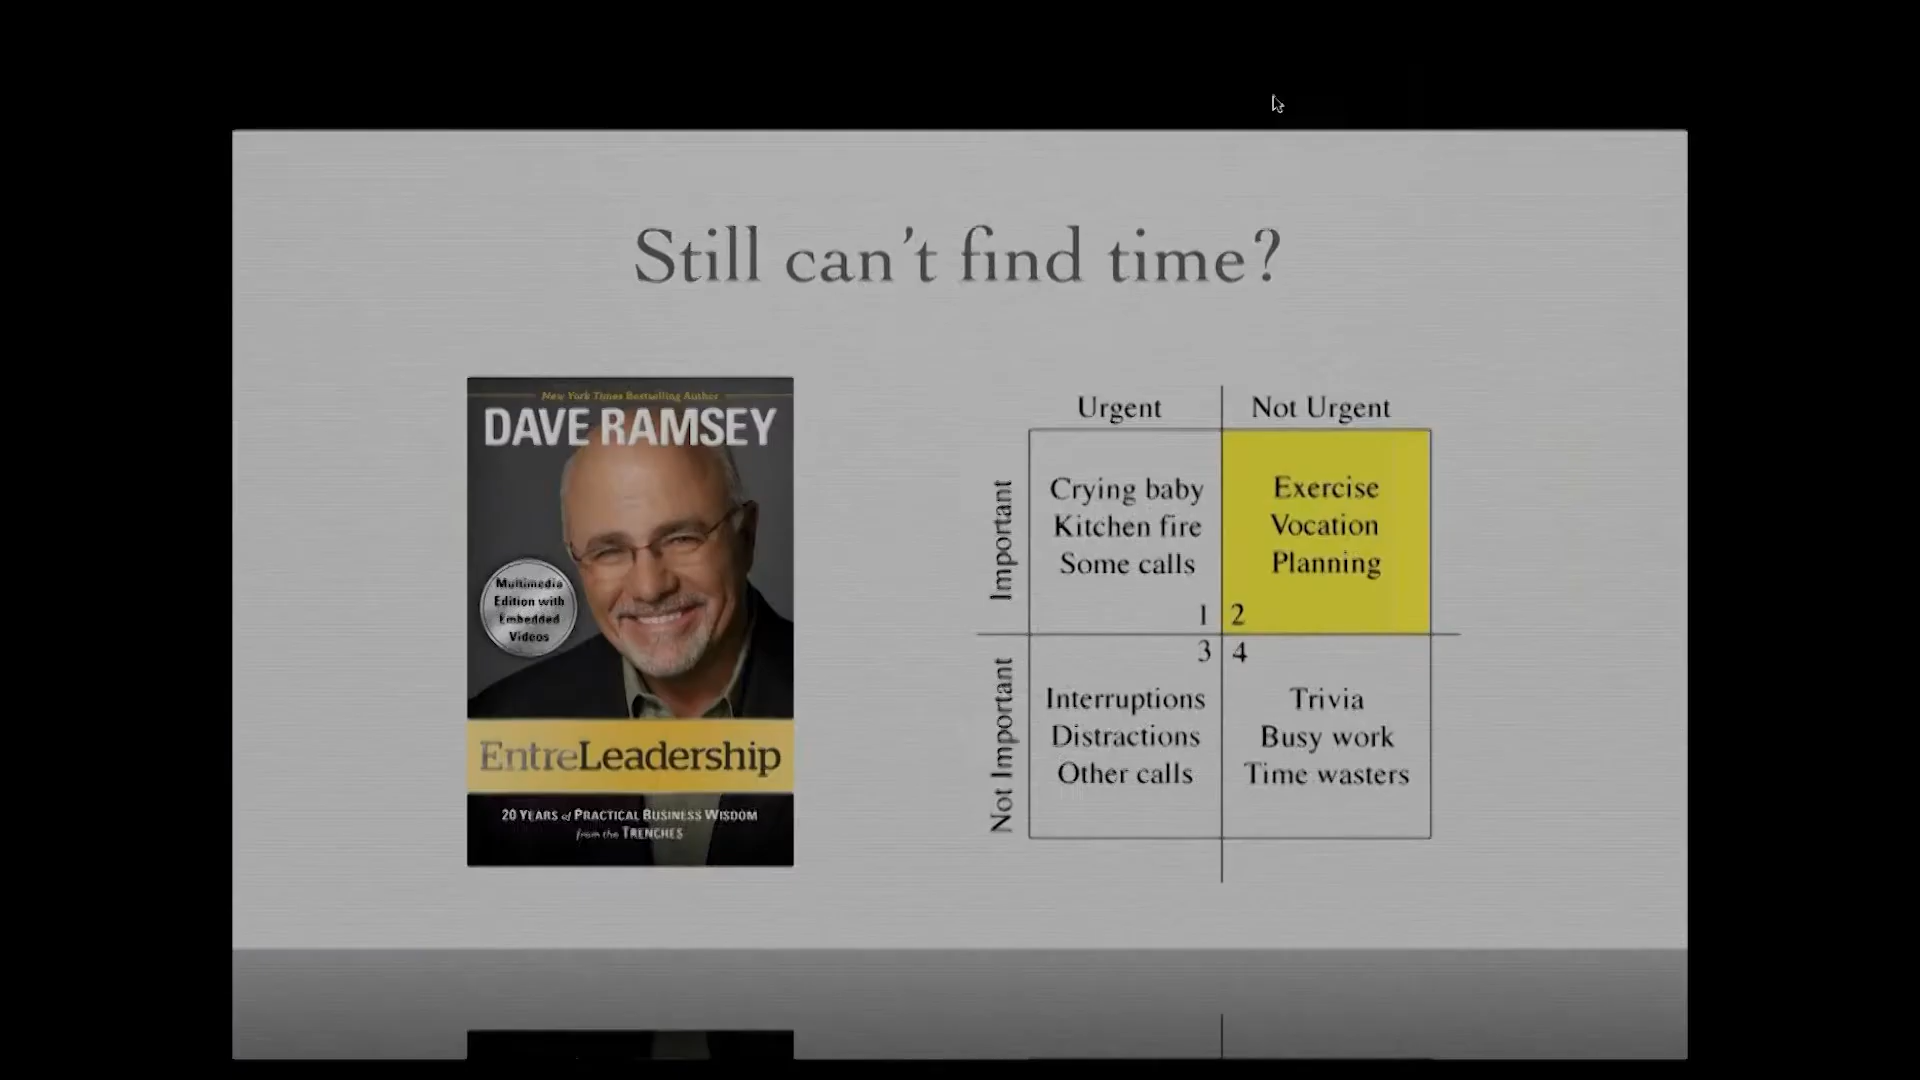 Still can't find time?
New York Times Bestselling Author
DAVE RAMSEY
Multimedia
Edition with
Embedded
Videos
EntreLeadership
20 YEARS of PRACTICAL BUSINESS WISDOM
from the TRENCHES
Urgent
Not Urgent
Important
Crying baby
Kitchen fire
Some calls
1
Exercise
Vocation
Planning
2
Not Important
3
Interruptions
Distractions
Other calls
4
Trivia
Busy work
Time wasters